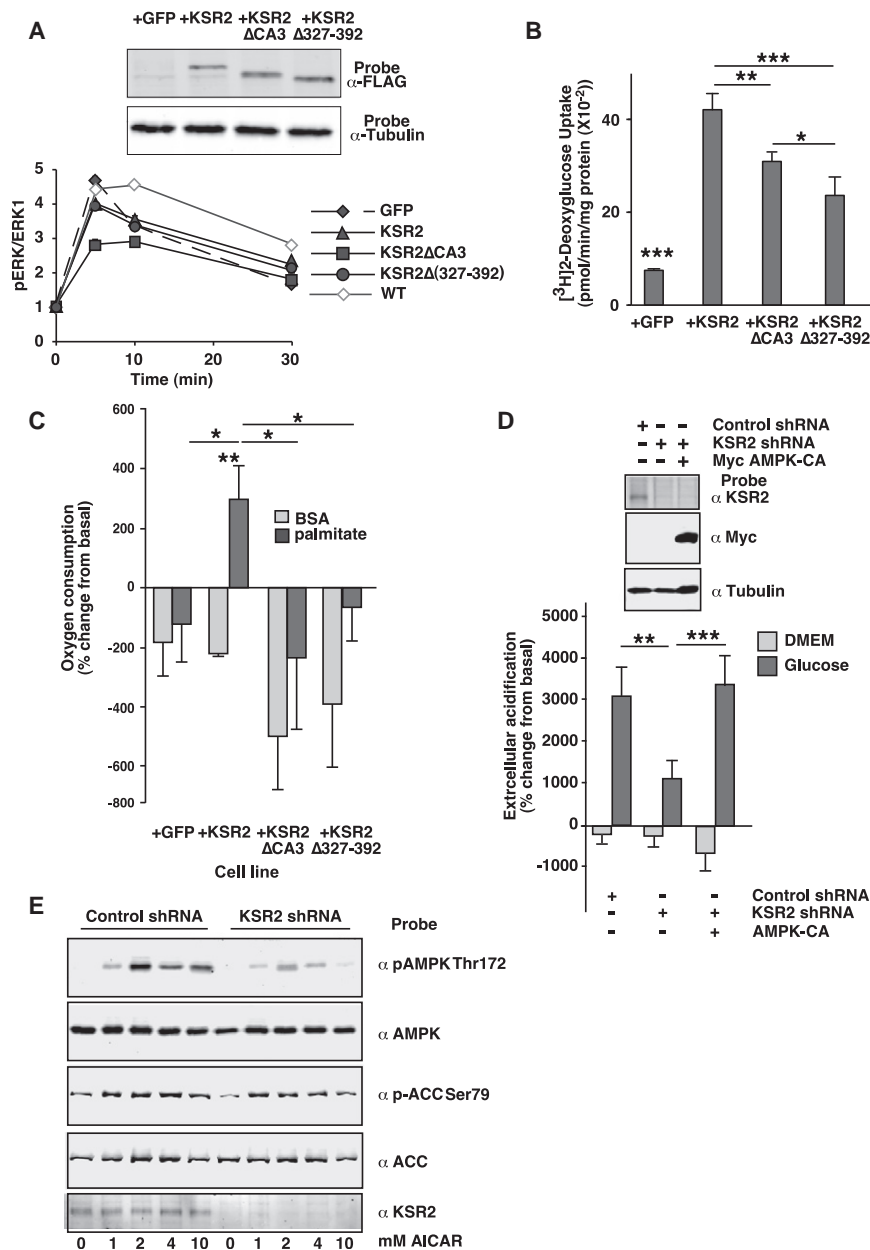 A
+GFP +KSR2 +KSR2 ΔCA3 +KSR2 Δ327-392
Probe α-FLAG
Probe α-Tubulin
pERK/ERK1
5
4
3
2
1
0
0 10 20 30
Time (min)
GFP
KSR2
KSR2ΔCA3
KSR2Δ(327-392)
WT
B
[³H]2-Deoxyglucose Uptake
(pmol/min/mg protein (X10⁻²)
40
20
0
***
**
*
***
+GFP +KSR2 +KSR2 ΔCA3 +KSR2 Δ327-392
C
Oxygen consumption
(% change from basal)
600
400
200
0
-200
-400
-600
-800
*
* *
**
BSA
palmitate
+GFP +KSR2 +KSR2 ΔCA3 +KSR2 Δ327-392
Cell line
D
+ - - Control shRNA
- + + KSR2 shRNA
- - + Myc AMPK-CA
Probe
α KSR2
α Myc
α Tubulin
Extrcellular acidification
(% change from basal)
5000
4000
3000
2000
1000
0
-1000
** ***
DMEM
Glucose
+ - - Control shRNA
- + + KSR2 shRNA
- - + AMPK-CA
E
Control shRNA KSR2 shRNA Probe
α pAMPK Thr172
α AMPK
α p-ACC Ser79
α ACC
α KSR2
0 1 2 4 10 0 1 2 4 10 mM AICAR